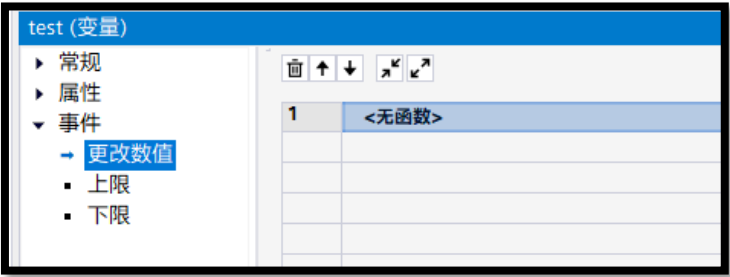 test (变量)
常规
属性
事件
更改数值
上限
下限
1 <无函数>